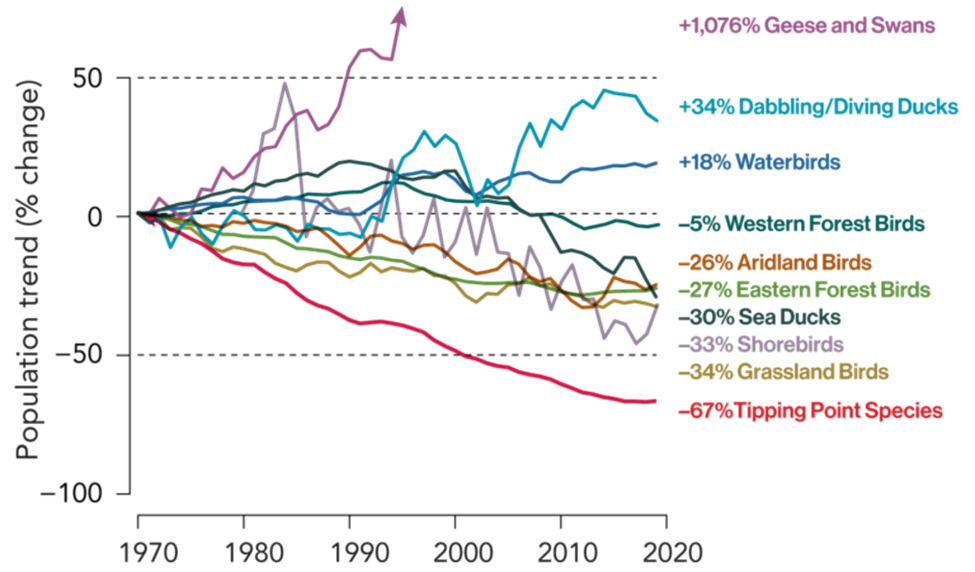 +1,076% Geese and Swans
50
+34% Dabbling/Diving Ducks
+18% Waterbirds
0
–5% Western Forest Birds
–26% Aridland Birds
–27% Eastern Forest Birds
–30% Sea Ducks
–33% Shorebirds
−50
–34% Grassland Birds
–67%Tipping Point Species
−100
Population trend (% change)
1970 1980 1990 2000 2010 2020